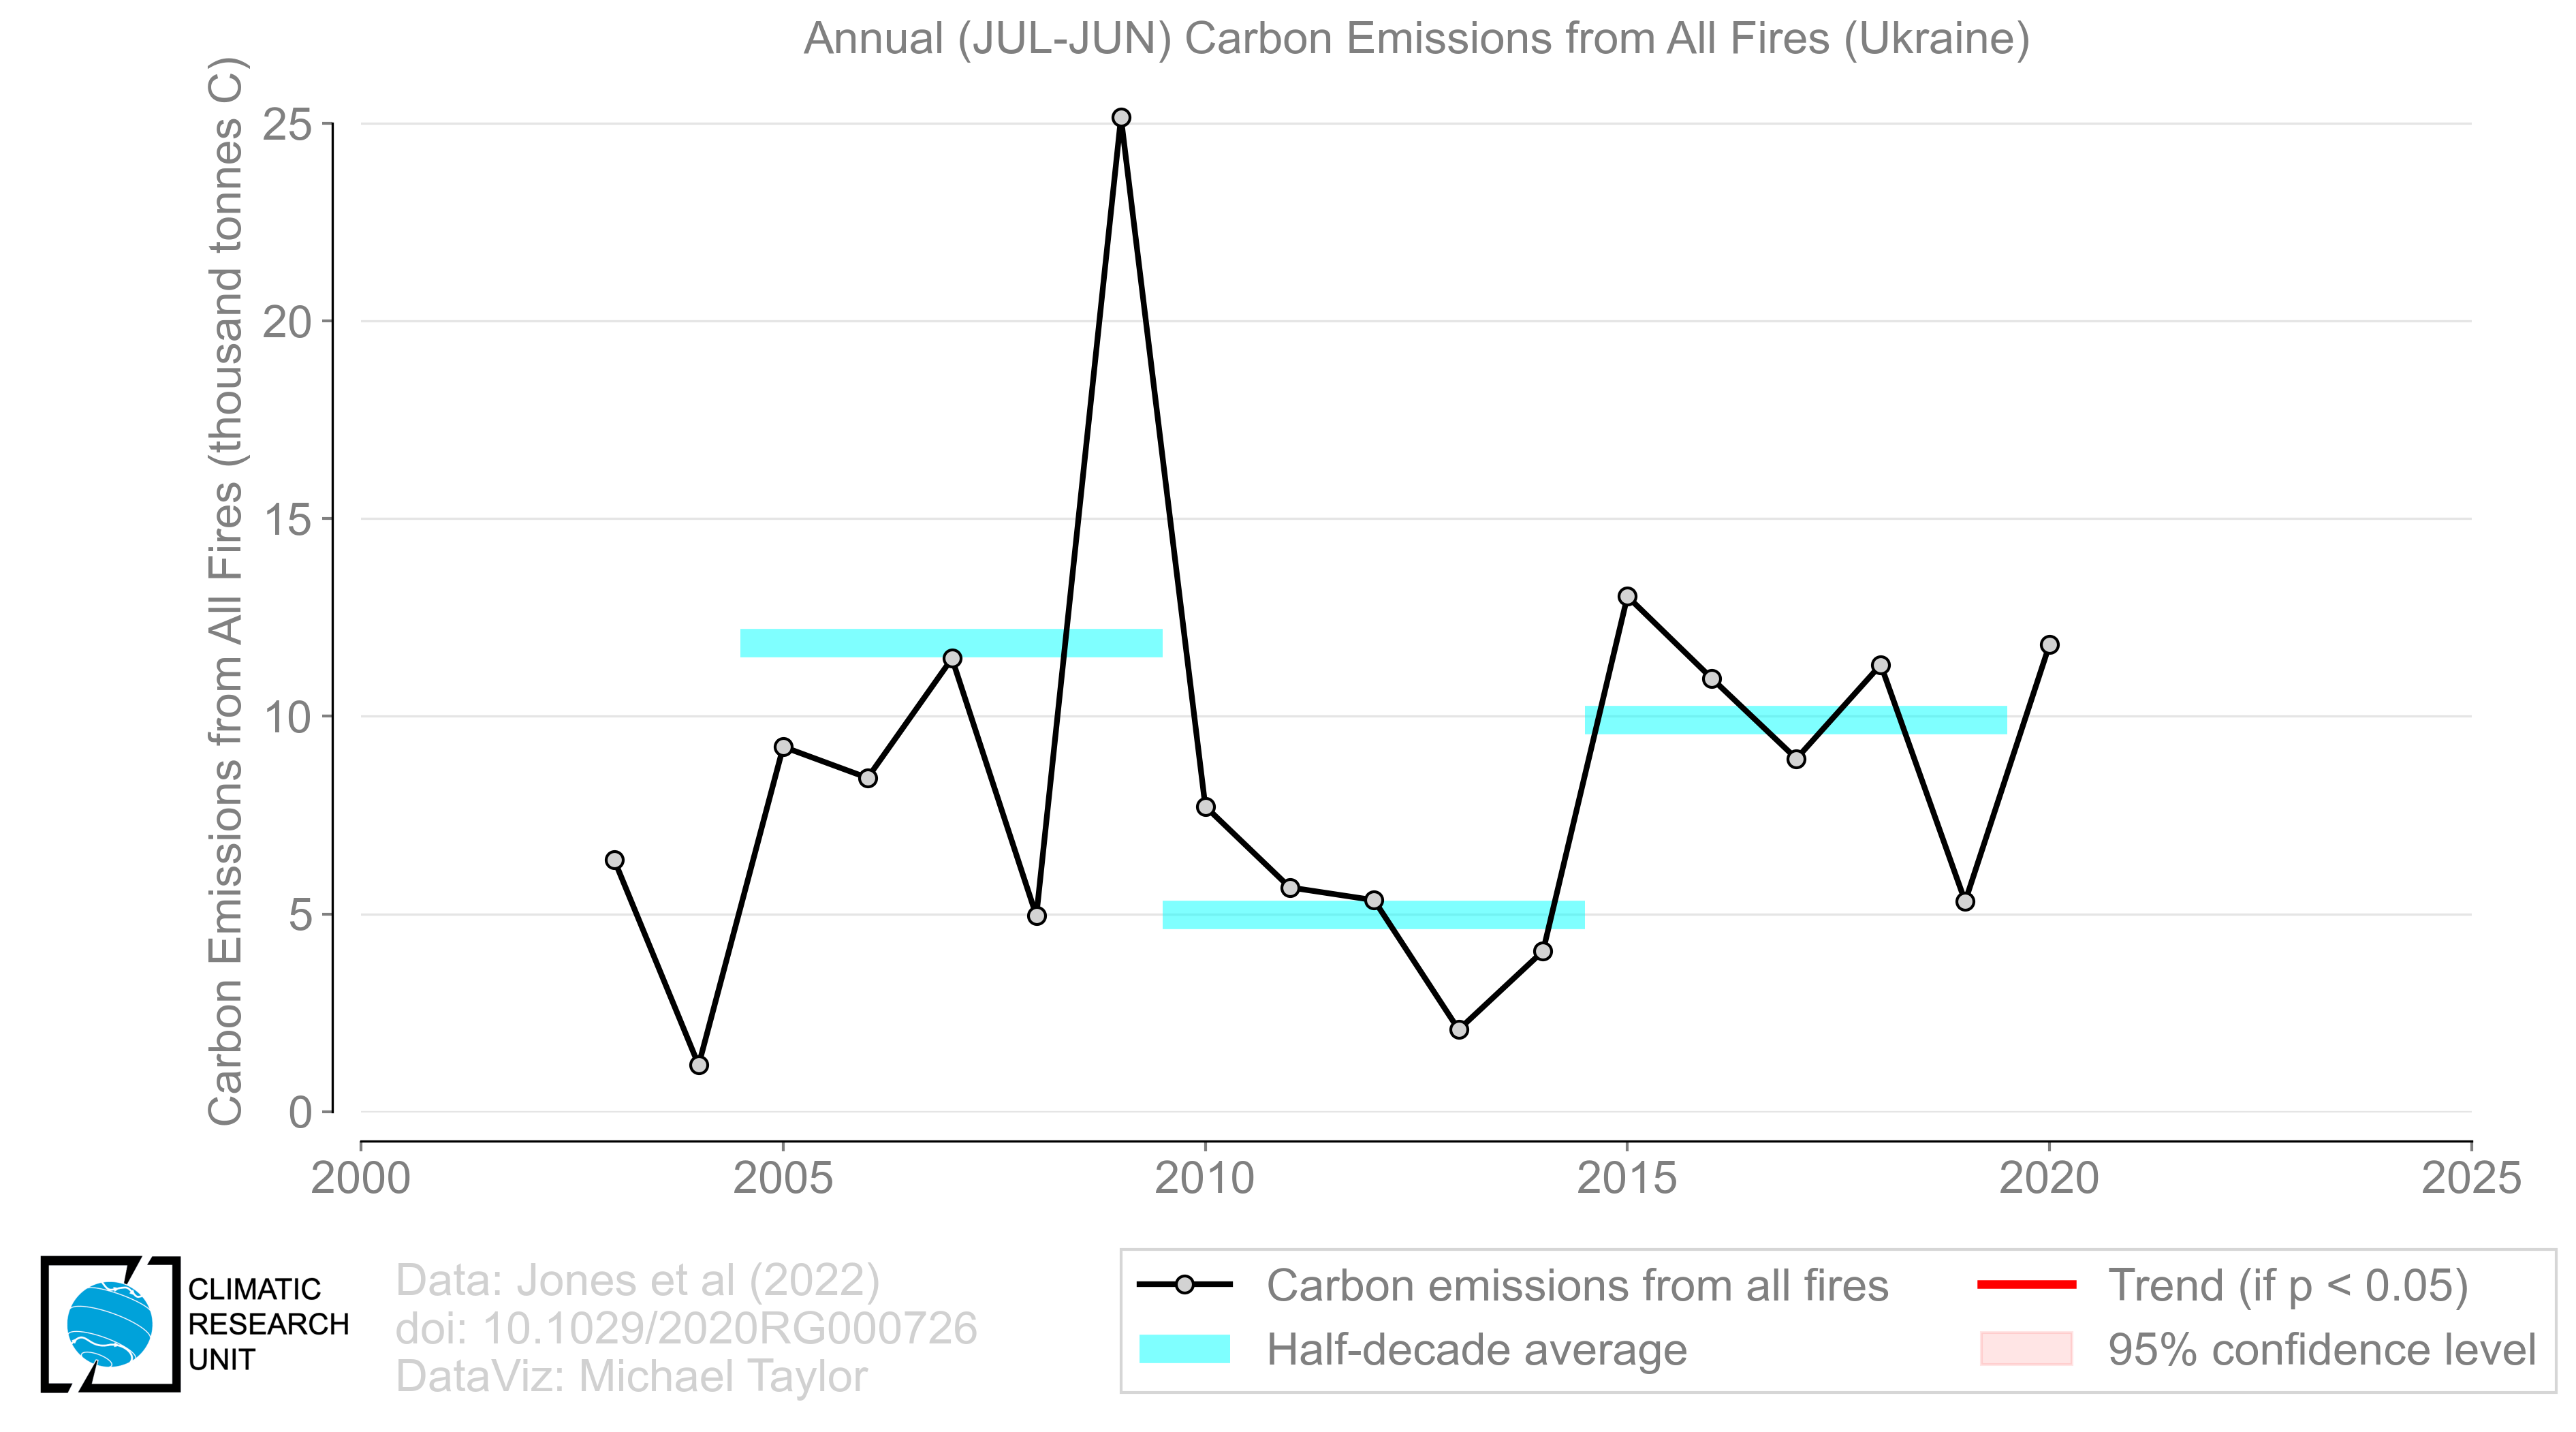 Annual (JUL-JUN) Carbon Emissions from All Fires (Ukraine)
Carbon Emissions from All Fires (thousand tonnes C)
25
20
15
10
5
0
2000
2005
2010
2015
2020
2025
CLIMATIC
RESEARCH
UNIT
Data: Jones et al (2022)
doi: 10.1029/2020RG000726
DataViz: Michael Taylor
Carbon emissions from all fires
Half-decade average
Trend (if p < 0.05)
95% confidence level